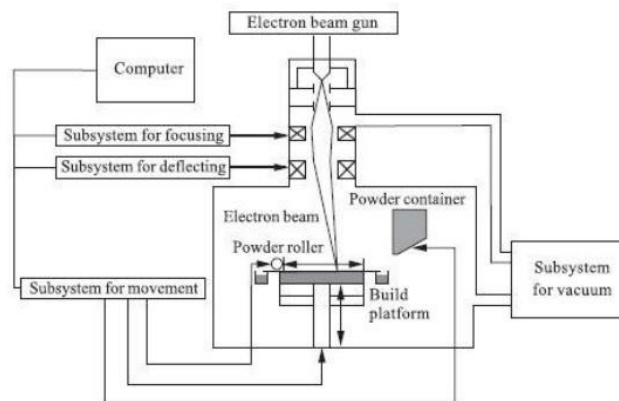 Electron beam gun
Computer
Subsystem for focusing
Subsystem for deflecting
Powder container
Electron beam
Powder roller
Subsystem for movement
Build
platform
Subsystem
for vacuum